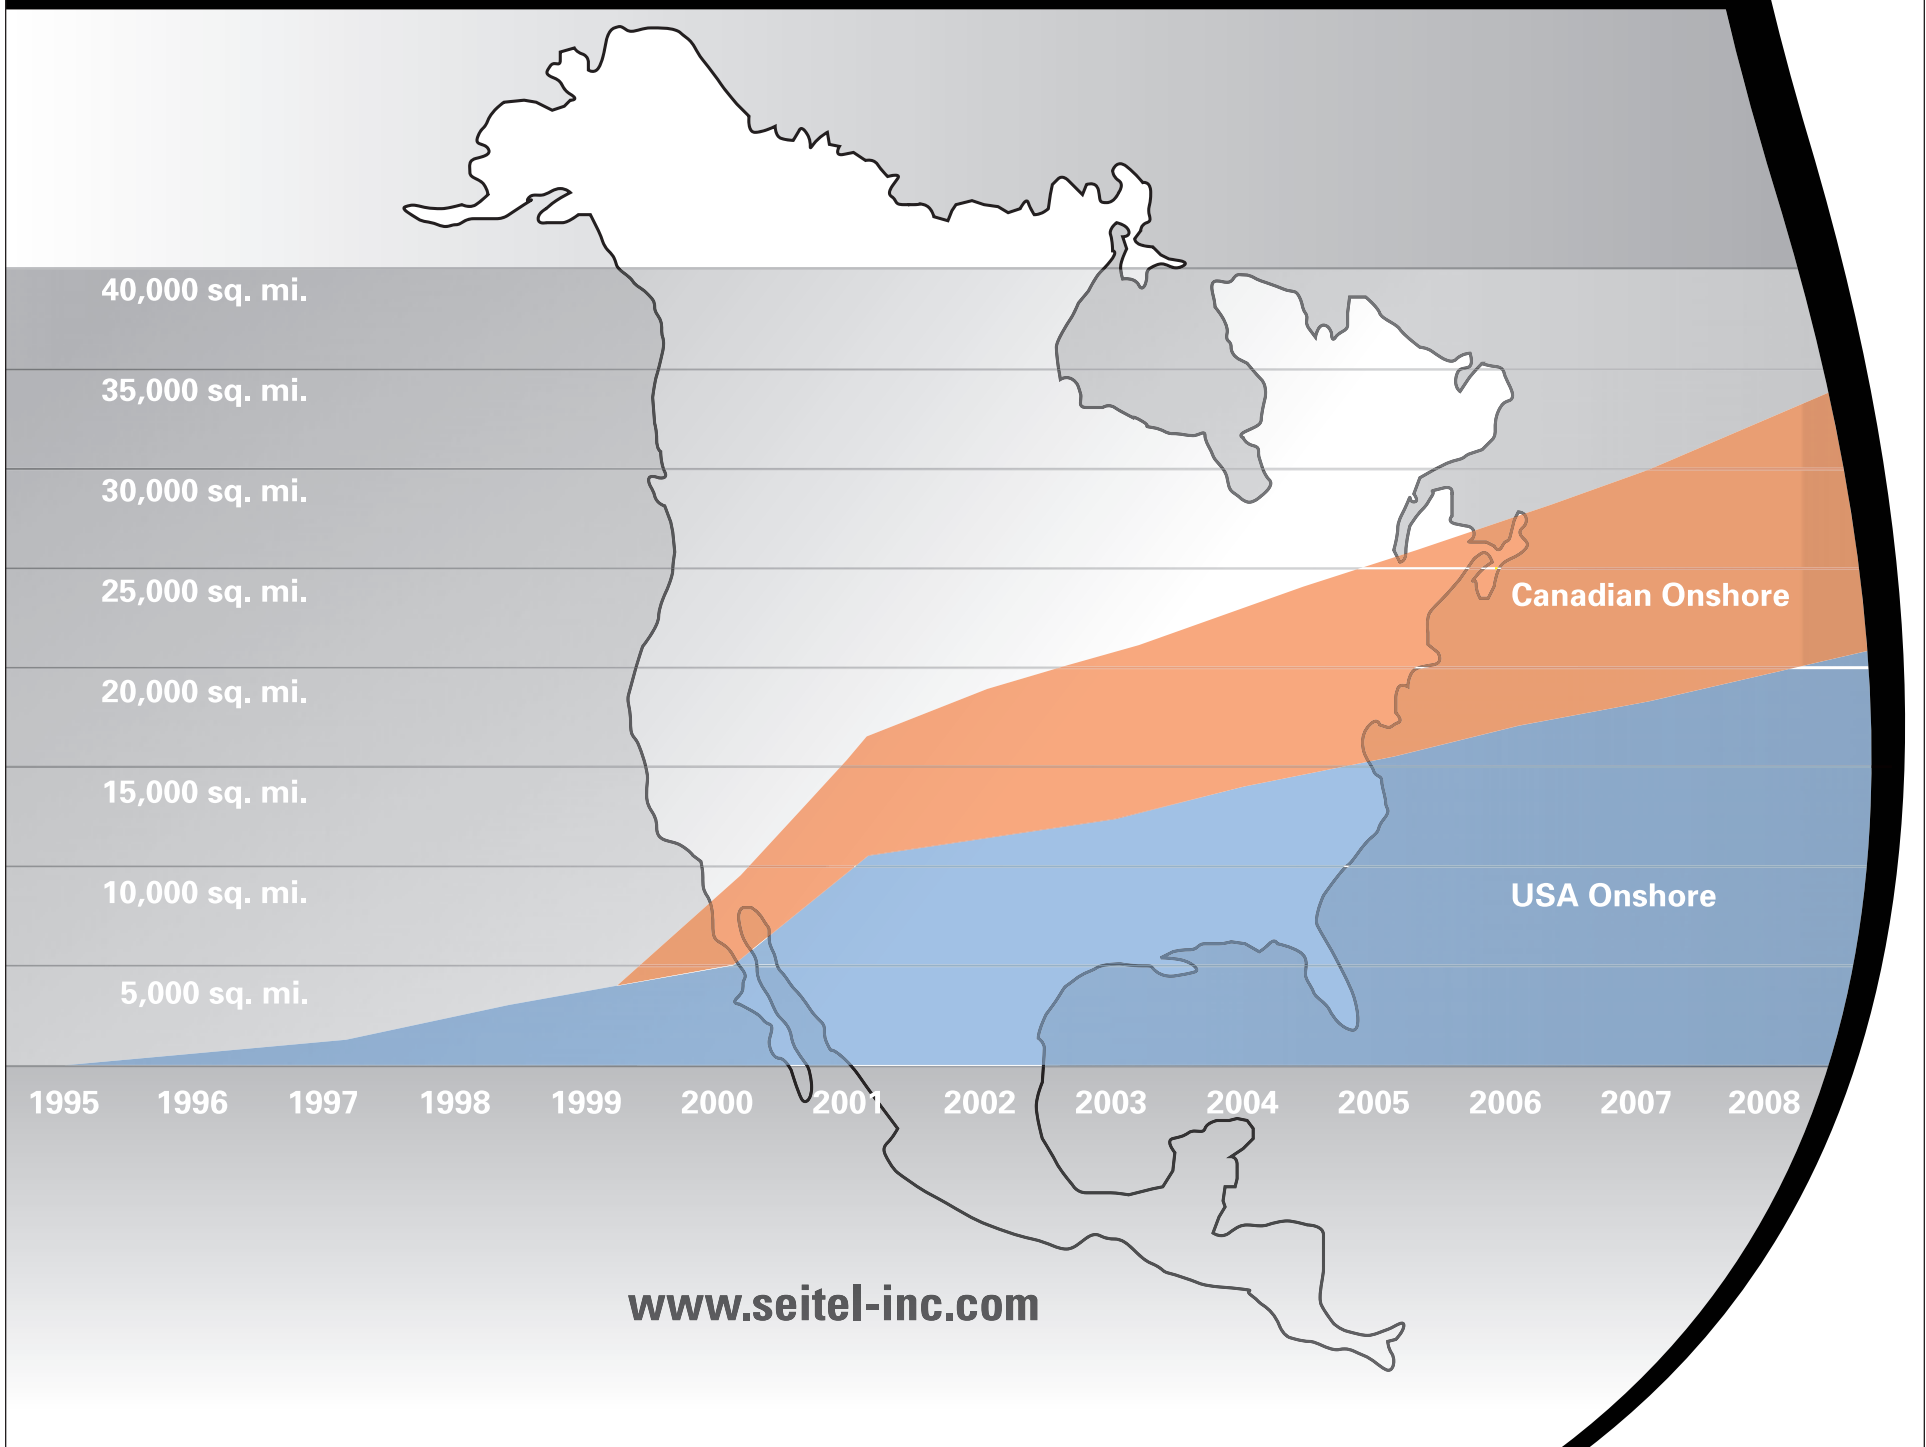 40,000 sq. mi.
35,000 sq. mi.
30,000 sq. mi.
25,000 sq. mi.
Canadian Onshore
20,000 sq. mi.
15,000 sq. mi.
10,000 sq. mi.
USA Onshore
5,000 sq. mi.
1995 1996 1997 1998 1999 2000 2001 2002 2003 2004 2005 2006 2007 2008
www.seitel-inc.com